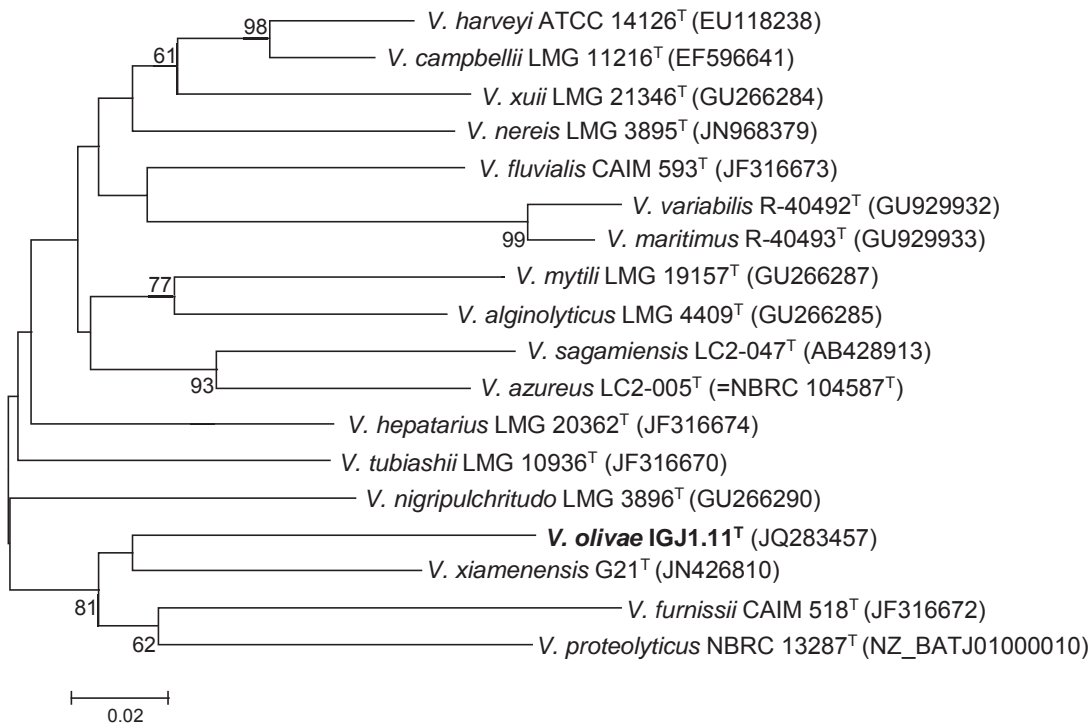 98 V. harveyi ATCC 14126T (EU118238)
61 V. campbellii LMG 11216T (EF596641)
V. xuii LMG 21346T (GU266284)
V. nereis LMG 3895T (JN968379)
V. fluvialis CAIM 593T (JF316673)
V. variabilis R-40492T (GU929932)
99 V. maritimus R-40493T (GU929933)
77 V. mytili LMG 19157T (GU266287)
V. alginolyticus LMG 4409T (GU266285)
V. sagamiensis LC2-047T (AB428913)
93 V. azureus LC2-005T (=NBRC 104587T)
V. hepatarius LMG 20362T (JF316674)
V. tubiashii LMG 10936T (JF316670)
V. nigripulchritudo LMG 3896T (GU266290)
V. olivae IGJ1.11T (JQ283457)
V. xiamenensis G21T (JN426810)
81 V. furnissii CAIM 518T (JF316672)
62 V. proteolyticus NBRC 13287T (NZ_BATJ01000010)
0.02